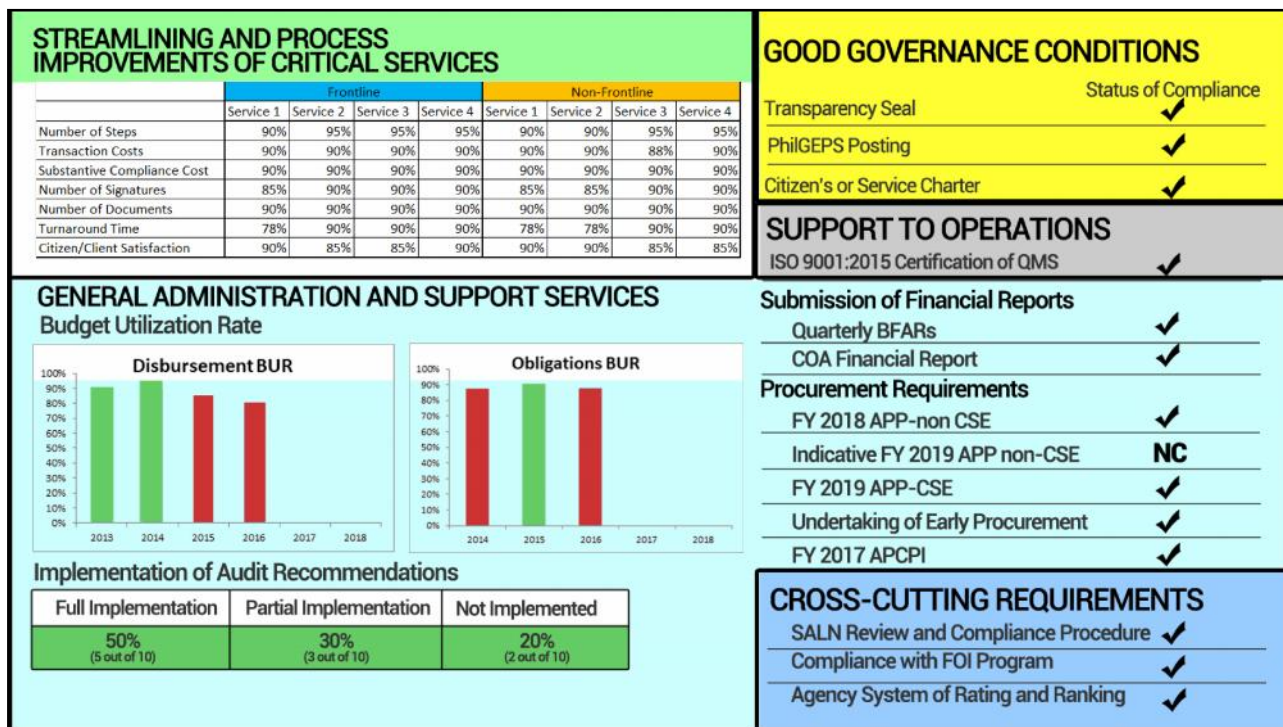 STREAMLINING AND PROCESS
IMPROVEMENTS OF CRITICAL SERVICES
Frontline Non-Frontline
Service 1 Service 2 Service 3 Service 4 Service 1 Service 2 Service 3 Service 4
Number of Steps 90% 95% 95% 95% 90% 90% 95% 95%
Transaction Costs 90% 90% 90% 90% 90% 90% 88% 90%
Substantive Compliance Cost 90% 90% 90% 90% 90% 90% 90% 90%
Number of Signatures 85% 90% 90% 90% 85% 85% 90% 90%
Number of Documents 90% 90% 90% 90% 90% 90% 90% 90%
Turnaround Time 78% 90% 90% 90% 78% 78% 90% 90%
Citizen/Client Satisfaction 90% 85% 85% 90% 90% 90% 85% 85%
GENERAL ADMINISTRATION AND SUPPORT SERVICES
Budget Utilization Rate
Disbursement BUR
100%
90%
80%
70%
60%
50%
40%
30%
20%
10%
0%
2013 2014 2015 2016 2017 2018
Obligations BUR
100%
90%
80%
70%
60%
50%
40%
30%
20%
10%
0%
2014 2015 2016 2017 2018
Implementation of Audit Recommendations
Full Implementation Partial Implementation Not Implemented
50% 30% 20%
(5 out of 10) (3 out of 10) (2 out of 10)
GOOD GOVERNANCE CONDITIONS
Status of Compliance
Transparency Seal ✔
PhilGEPS Posting ✔
Citizen's or Service Charter ✔
SUPPORT TO OPERATIONS
ISO 9001:2015 Certification of QMS ✔
Submission of Financial Reports
Quarterly BFARs ✔
COA Financial Report ✔
Procurement Requirements
FY 2018 APP-non CSE ✔
Indicative FY 2019 APP non-CSE NC
FY 2019 APP-CSE ✔
Undertaking of Early Procurement ✔
FY 2017 APCPI ✔
CROSS-CUTTING REQUIREMENTS
SALN Review and Compliance Procedure ✔
Compliance with FOI Program ✔
Agency System of Rating and Ranking ✔